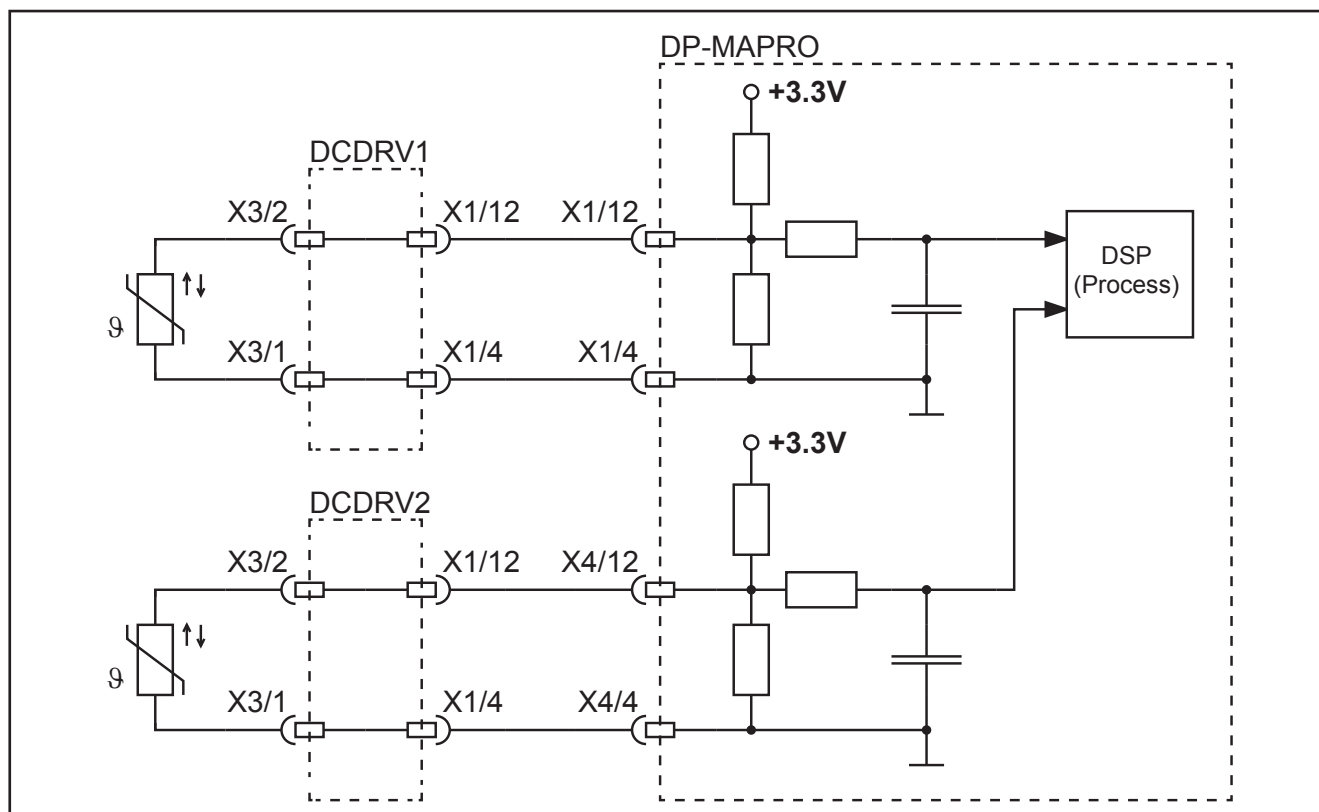 DP-MAPRO
+3.3V
DCDRV1
X3/2 X1/12 X1/12
DSP
(Process)
ϑ
X3/1 X1/4 X1/4
+3.3V
DCDRV2
X3/2 X1/12 X4/12
ϑ
X3/1 X1/4 X4/4